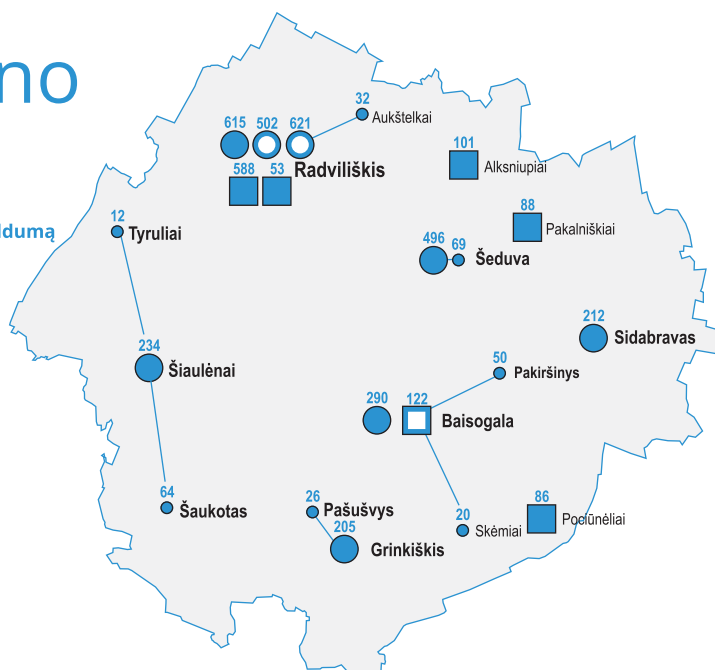 no
32
Aukštelkai
615 502 621
Radviliškis
588 53
101
Alksniupiai
12
Tyruliai
ldumą
88
Pakalniškiai
496 69
Šeduva
212
Sidabravas
234
Šiaulėnai
50
Pakiršinys
290 122
Baisogala
64
Šaukotas
26
Pašušvys
205
Grinkiškis
20
Skėmiai
86
Pociūnėliai